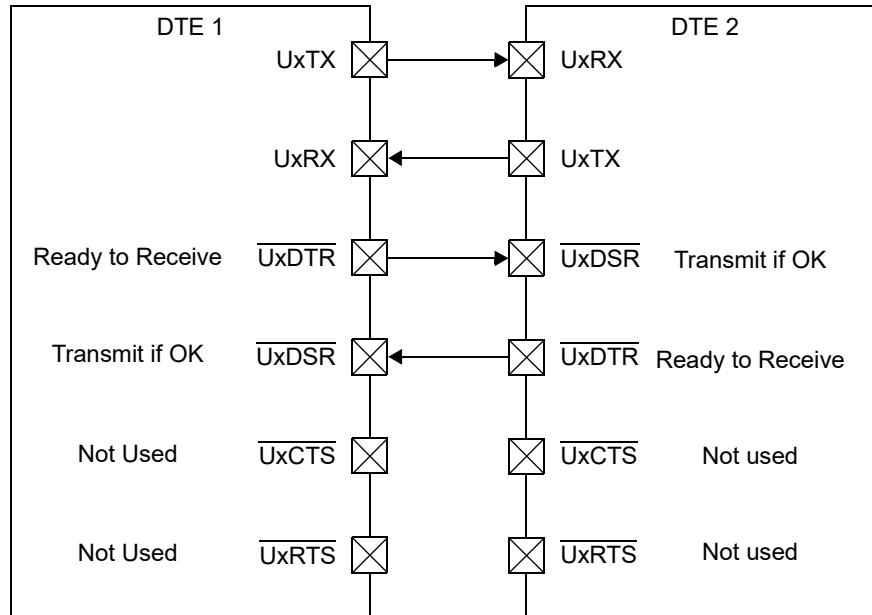 DTE 1 DTE 2
UxTX UxRX
UxRX UxTX
Ready to Receive UxDTR UxDSR Transmit if OK
Transmit if OK UxDSR UxDTR Ready to Receive
Not Used UxCTS UxCTS Not used
Not Used UxRTS UxRTS Not used